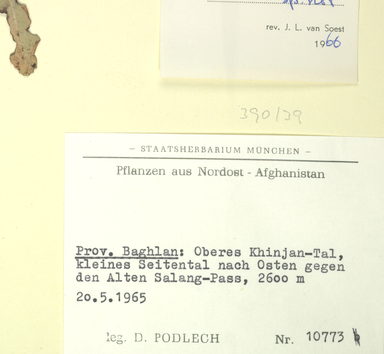 rev. J. L. van Soest
1966
390/39
– STAATSHERBARIUM MÜNCHEN –
Pflanzen aus Nordost - Afghanistan
Prov. Baghlan: Oberes Khinjan-Tal,
kleines Seitental nach Osten gegen
den Alten Salang-Pass, 2600 m
20.5.1965
leg. D. PODLECH Nr. 10773 b